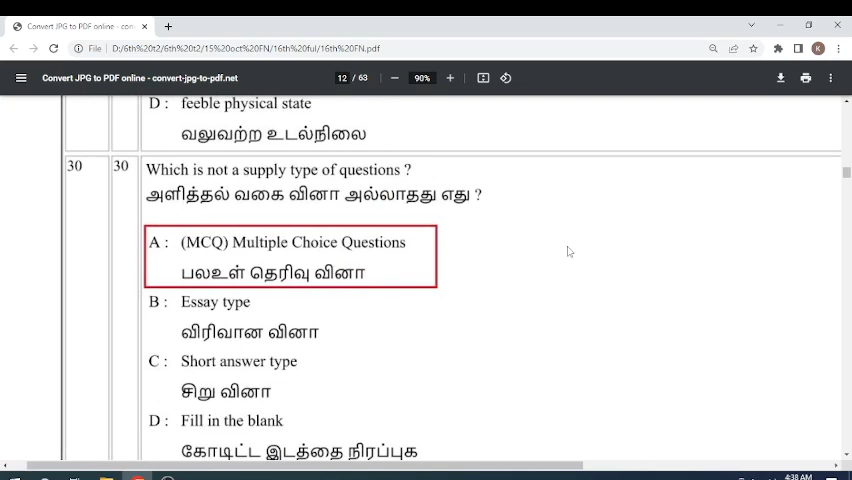 Convert JPG to PDF online - con
File
D:/6th%20t2/6th%20t2/15%20oct%20FN/16th%20ful/16th%20FN.pdf
K
Convert JPG to PDF online - convert-jpg-to-pdf.net
12 / 63
90%
D : feeble physical state
வலுவற்ற உடல்நிலை
30 30 Which is not a supply type of questions ?
அளித்தல் வகை வினா அல்லாதது எது ?
A : (MCQ) Multiple Choice Questions
பலஉள் தெரிவு வினா
B : Essay type
விரிவான வினா
C : Short answer type
சிறு வினா
D : Fill in the blank
கோடிட்ட இடத்தை நிரப்புக
4:38 AM